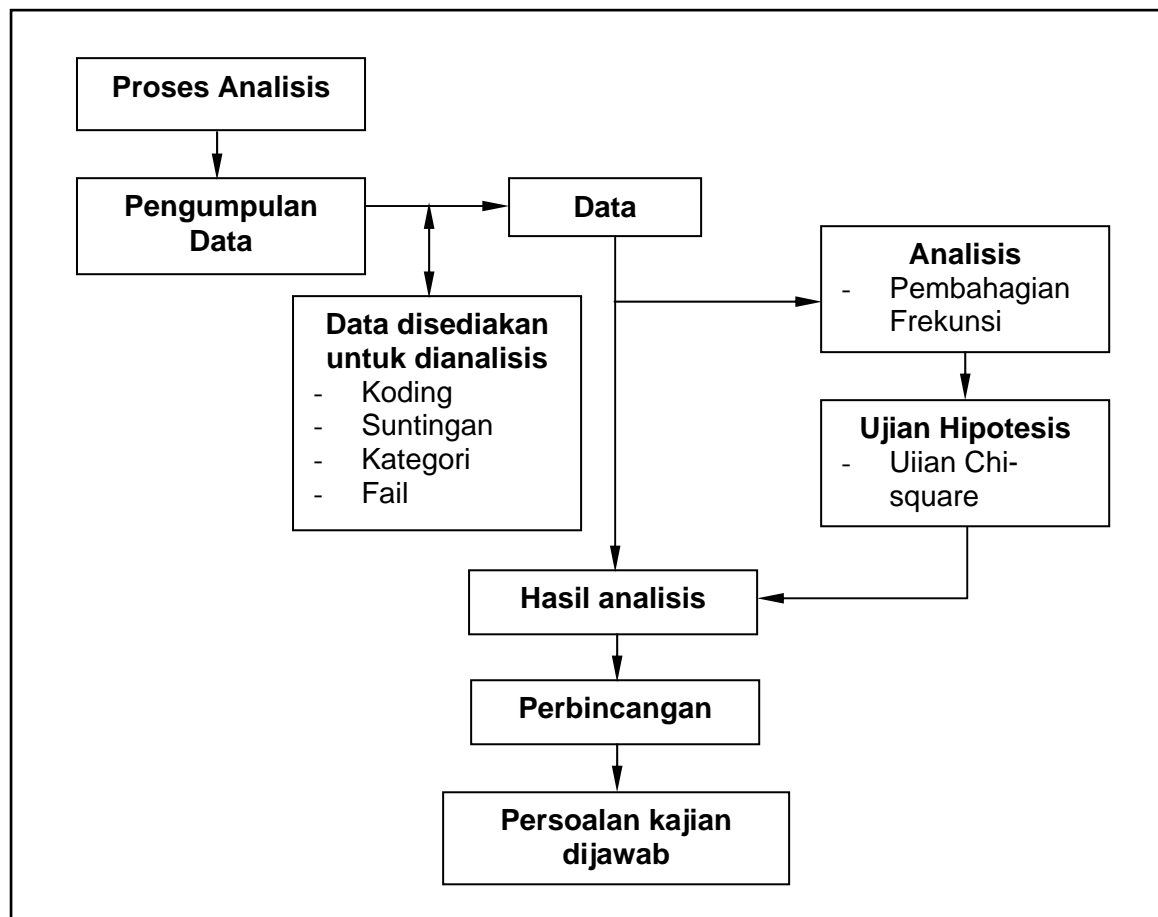 Proses Analisis
Pengumpulan
Data
Data
Data disediakan
untuk dianalisis
- Koding
- Suntingan
- Kategori
- Fail
Analisis
- Pembahagian
Frekunsi
Ujian Hipotesis
- Uiian Chi-
square
Hasil analisis
Perbincangan
Persoalan kajian
dijawab